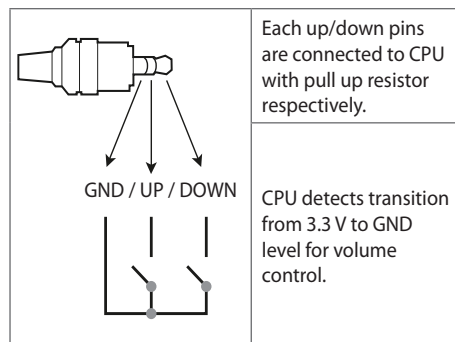 Each up/down pins
are connected to CPU
with pull up resistor
respectively.
GND / UP / DOWN
CPU detects transition
from 3.3 V to GND
level for volume
control.